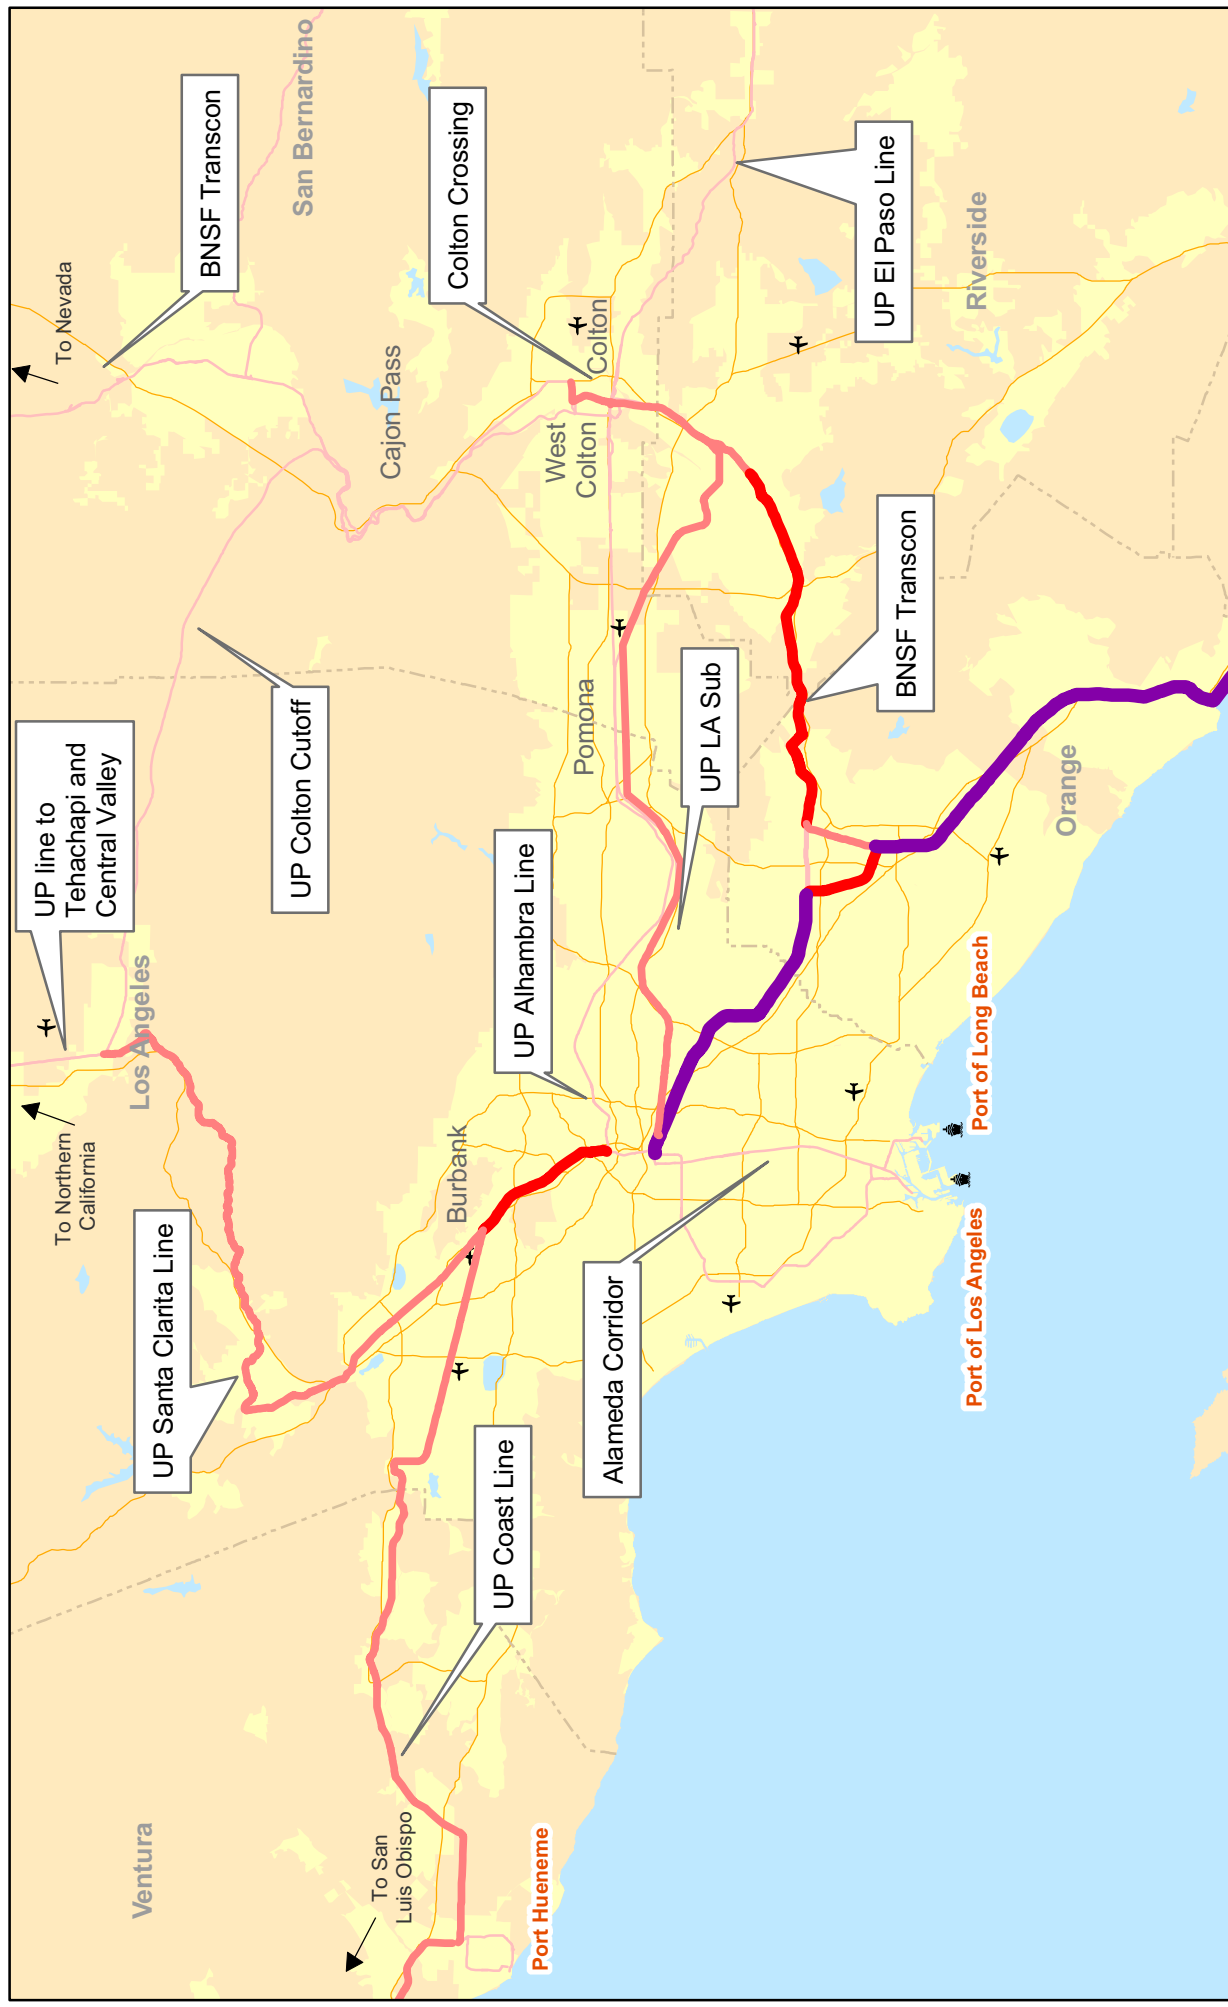 UP line to
Tehachapi and
Central Valley
To Nevada
BNSF Transcon
San Bernardino
To Northern
California
Los Angeles
UP Santa Clarita Line
UP Colton Cutoff
Cajon Pass
Colton Crossing
Ventura
To San
Luis Obispo
Burbank
UP Alhambra Line
Pomona
West
Colton
Colton
UP Coast Line
UP LA Sub
UP El Paso Line
Port Hueneme
Alameda Corridor
BNSF Transcon
Riverside
Orange
Port of Los Angeles
Port of Long Beach